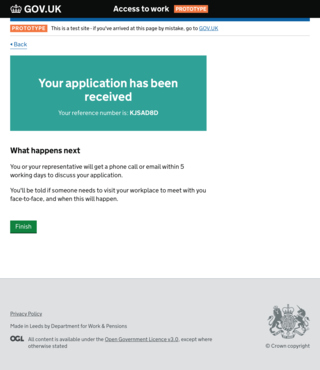 GOV.UK Access to work PROTOTYPE
PROTOTYPE This is a test site - if you've arrived at this page by mistake, go to GOV.UK
Back
Your application has been
received
Your reference number is: KJSAD8D
What happens next
You or your representative will get a phone call or email within 5
working days to discuss your application.
You'll be told if someone needs to visit your workplace to meet with you
face-to-face, and when this will happen.
Finish
Privacy Policy
Made in Leeds by Department for Work & Pensions
OGL All content is available under the Open Government Licence v3.0, except where
otherwise stated
© Crown copyright